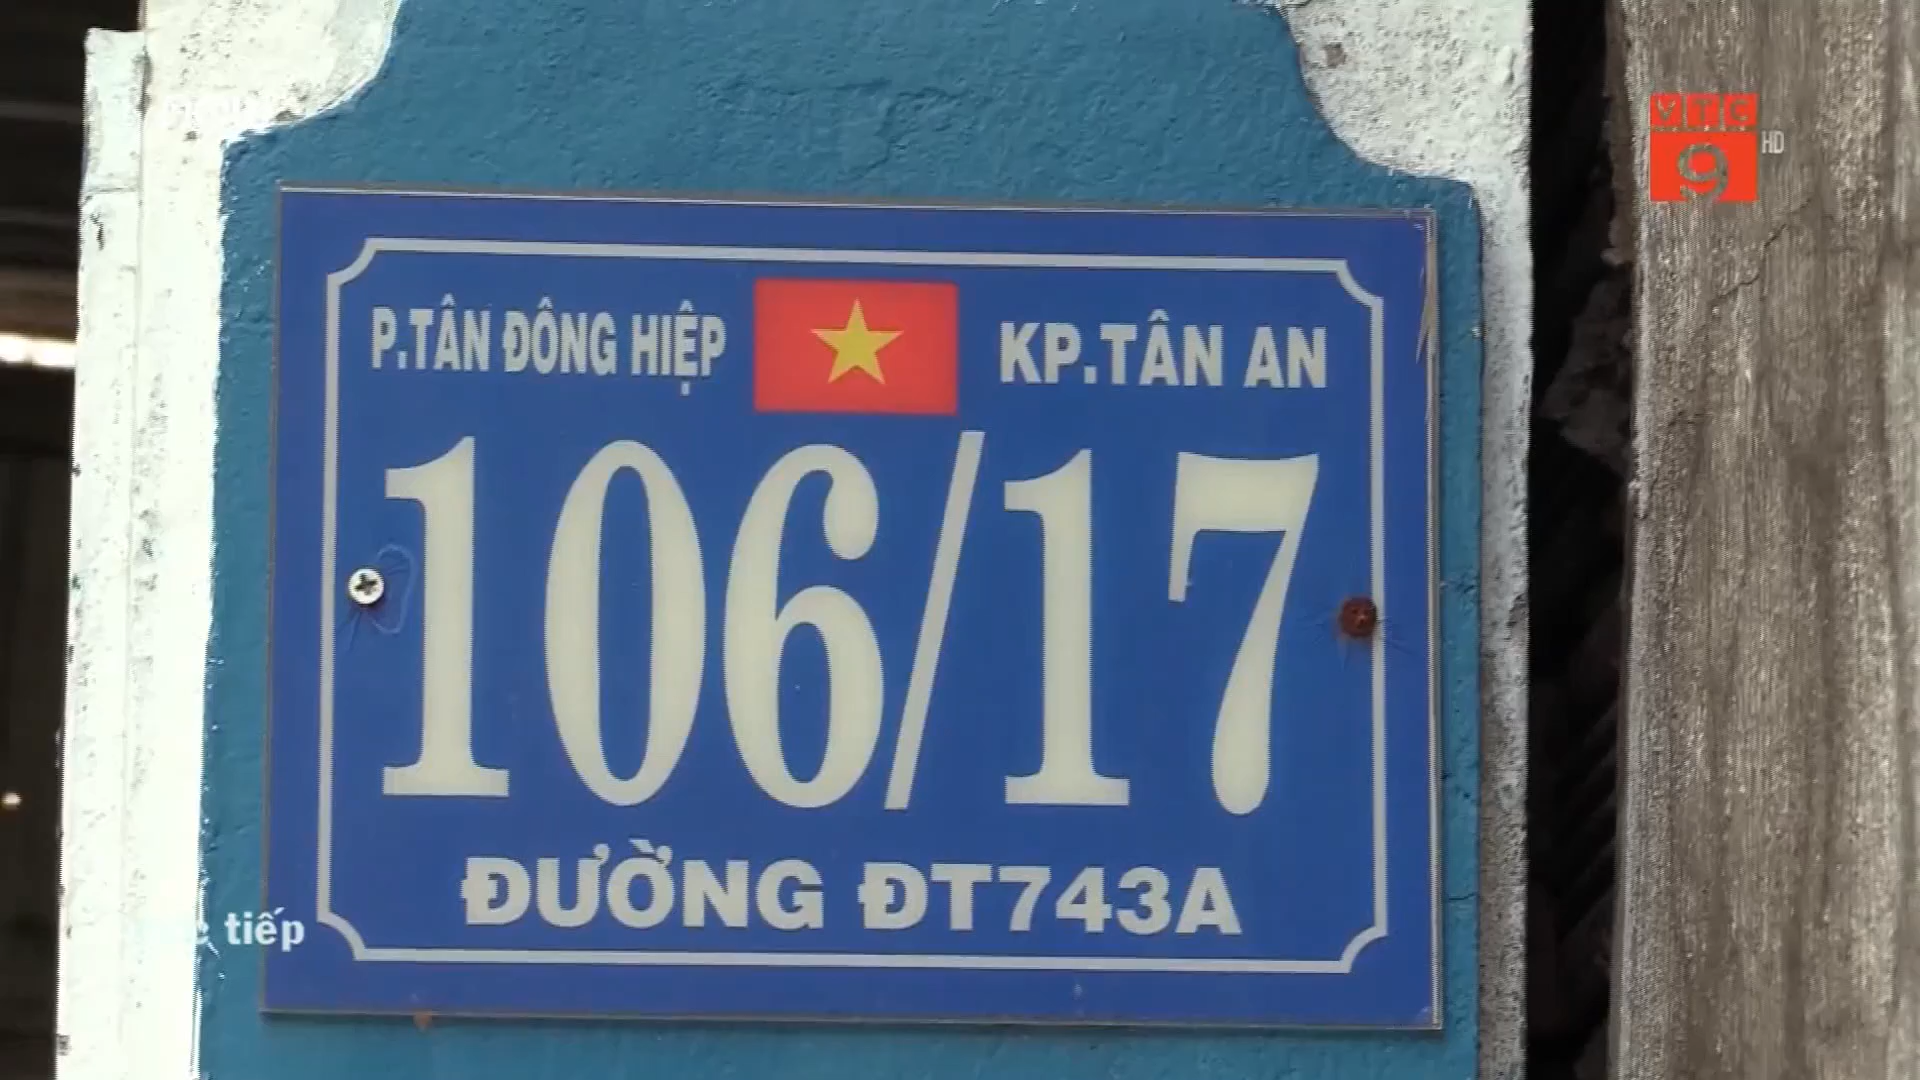 VTC
9 HD
P.TÂN ĐÔNG HIỆP KP.TÂN AN
106/17
ĐƯỜNG ĐT743A
tiếp